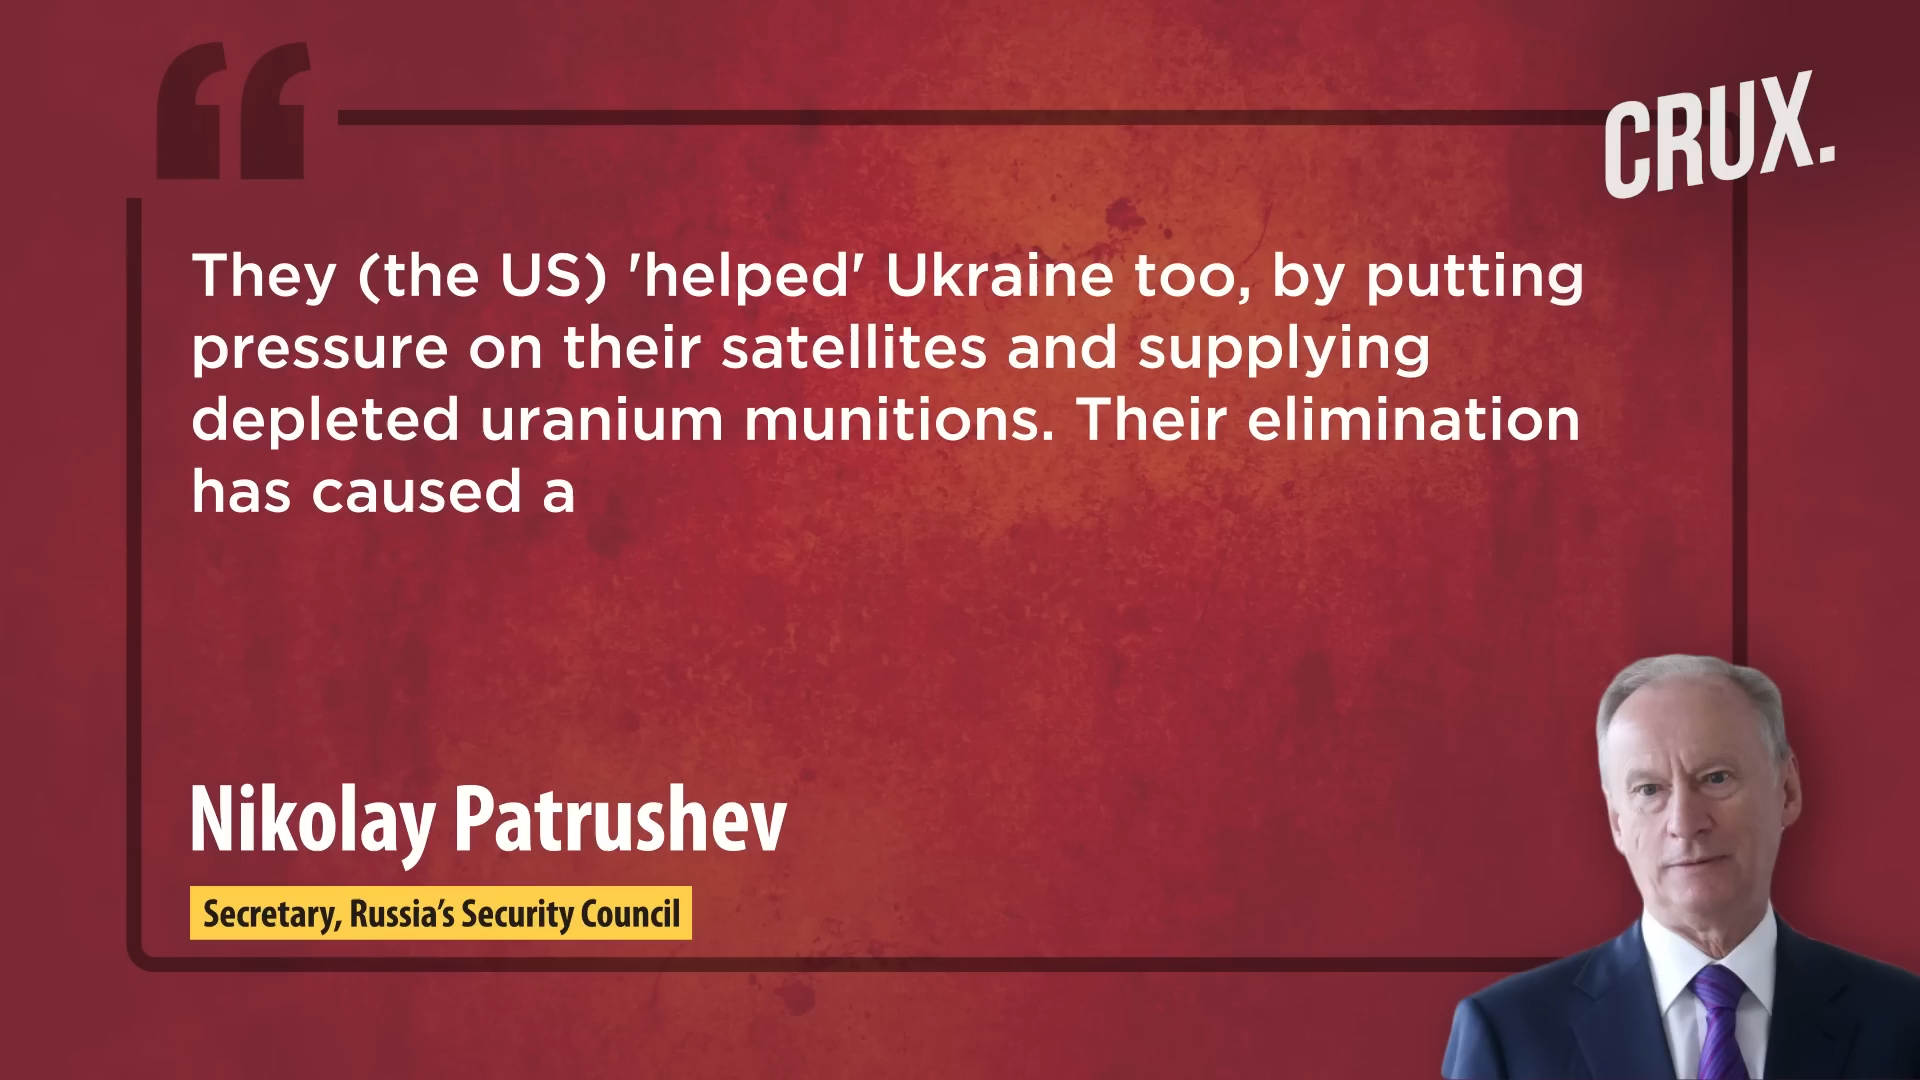 CRUX.
They (the US) 'helped' Ukraine too, by putting
pressure on their satellites and supplying
depleted uranium munitions. Their elimination
has caused a
Nikolay Patrushev
Secretary, Russia's Security Council